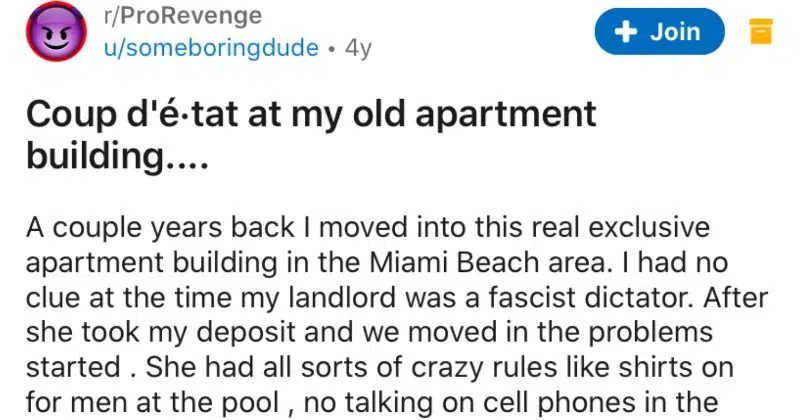 r/ProRevenge
u/someboringdude • 4y
+ Join
Coup d'é·tat at my old apartment
building....
A couple years back I moved into this real exclusive
apartment building in the Miami Beach area. I had no
clue at the time my landlord was a fascist dictator. After
she took my deposit and we moved in the problems
started . She had all sorts of crazy rules like shirts on
for men at the pool , no talking on cell phones in the